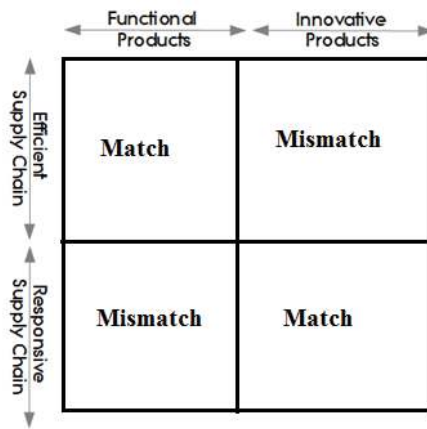 Functional
Products
Innovative
Products
Efficient
Supply Chain
Match
Mismatch
Responsive
Supply Chain
Mismatch
Match